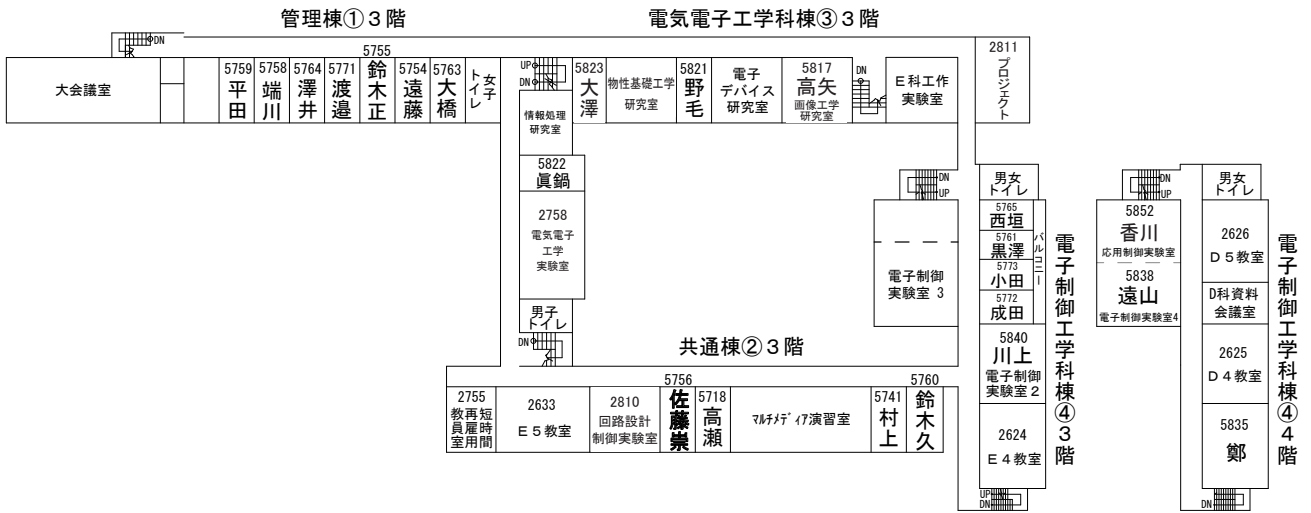 管理棟①3階
電気電子工学科棟③3階
DN
大会議室
5759
平田
5758
端川
5764
澤井
5771
渡邉
5755
鈴木正
5754
遠藤
5763
大橋
女子
トイレ
UP
DN
5823
大澤
物性基礎工学
研究室
5821
野毛
電子
デバイス
研究室
5817
高矢
画像工学
研究室
DN
E科工作
実験室
2811
プロジェクト
情報処理
研究室
5822
眞鍋
2758
電気電子
工学
実験室
男子
トイレ
DN
DN
UP
電子制御
実験室 3
男女
トイレ
5765
西垣
5761
黒澤
5773
小田
5772
成田
バルコニー
5840
川上
電子制御
実験室2
2624
E4教室
UP
DN
電子制御工学科棟④3階
DN
UP
5852
香川
応用制御実験室
5838
遠山
電子制御実験室4
男女
トイレ
2626
D5教室
D科資料
会議室
2625
D4教室
5835
鄭
DN
電子制御工学科棟④4階
共通棟②3階
2755
短時間
再雇用
教員室
2633
E5教室
2810
回路設計
制御実験室
5756
佐藤崇
5718
高瀬
マルチメディア演習室
5741
村上
5760
鈴木久